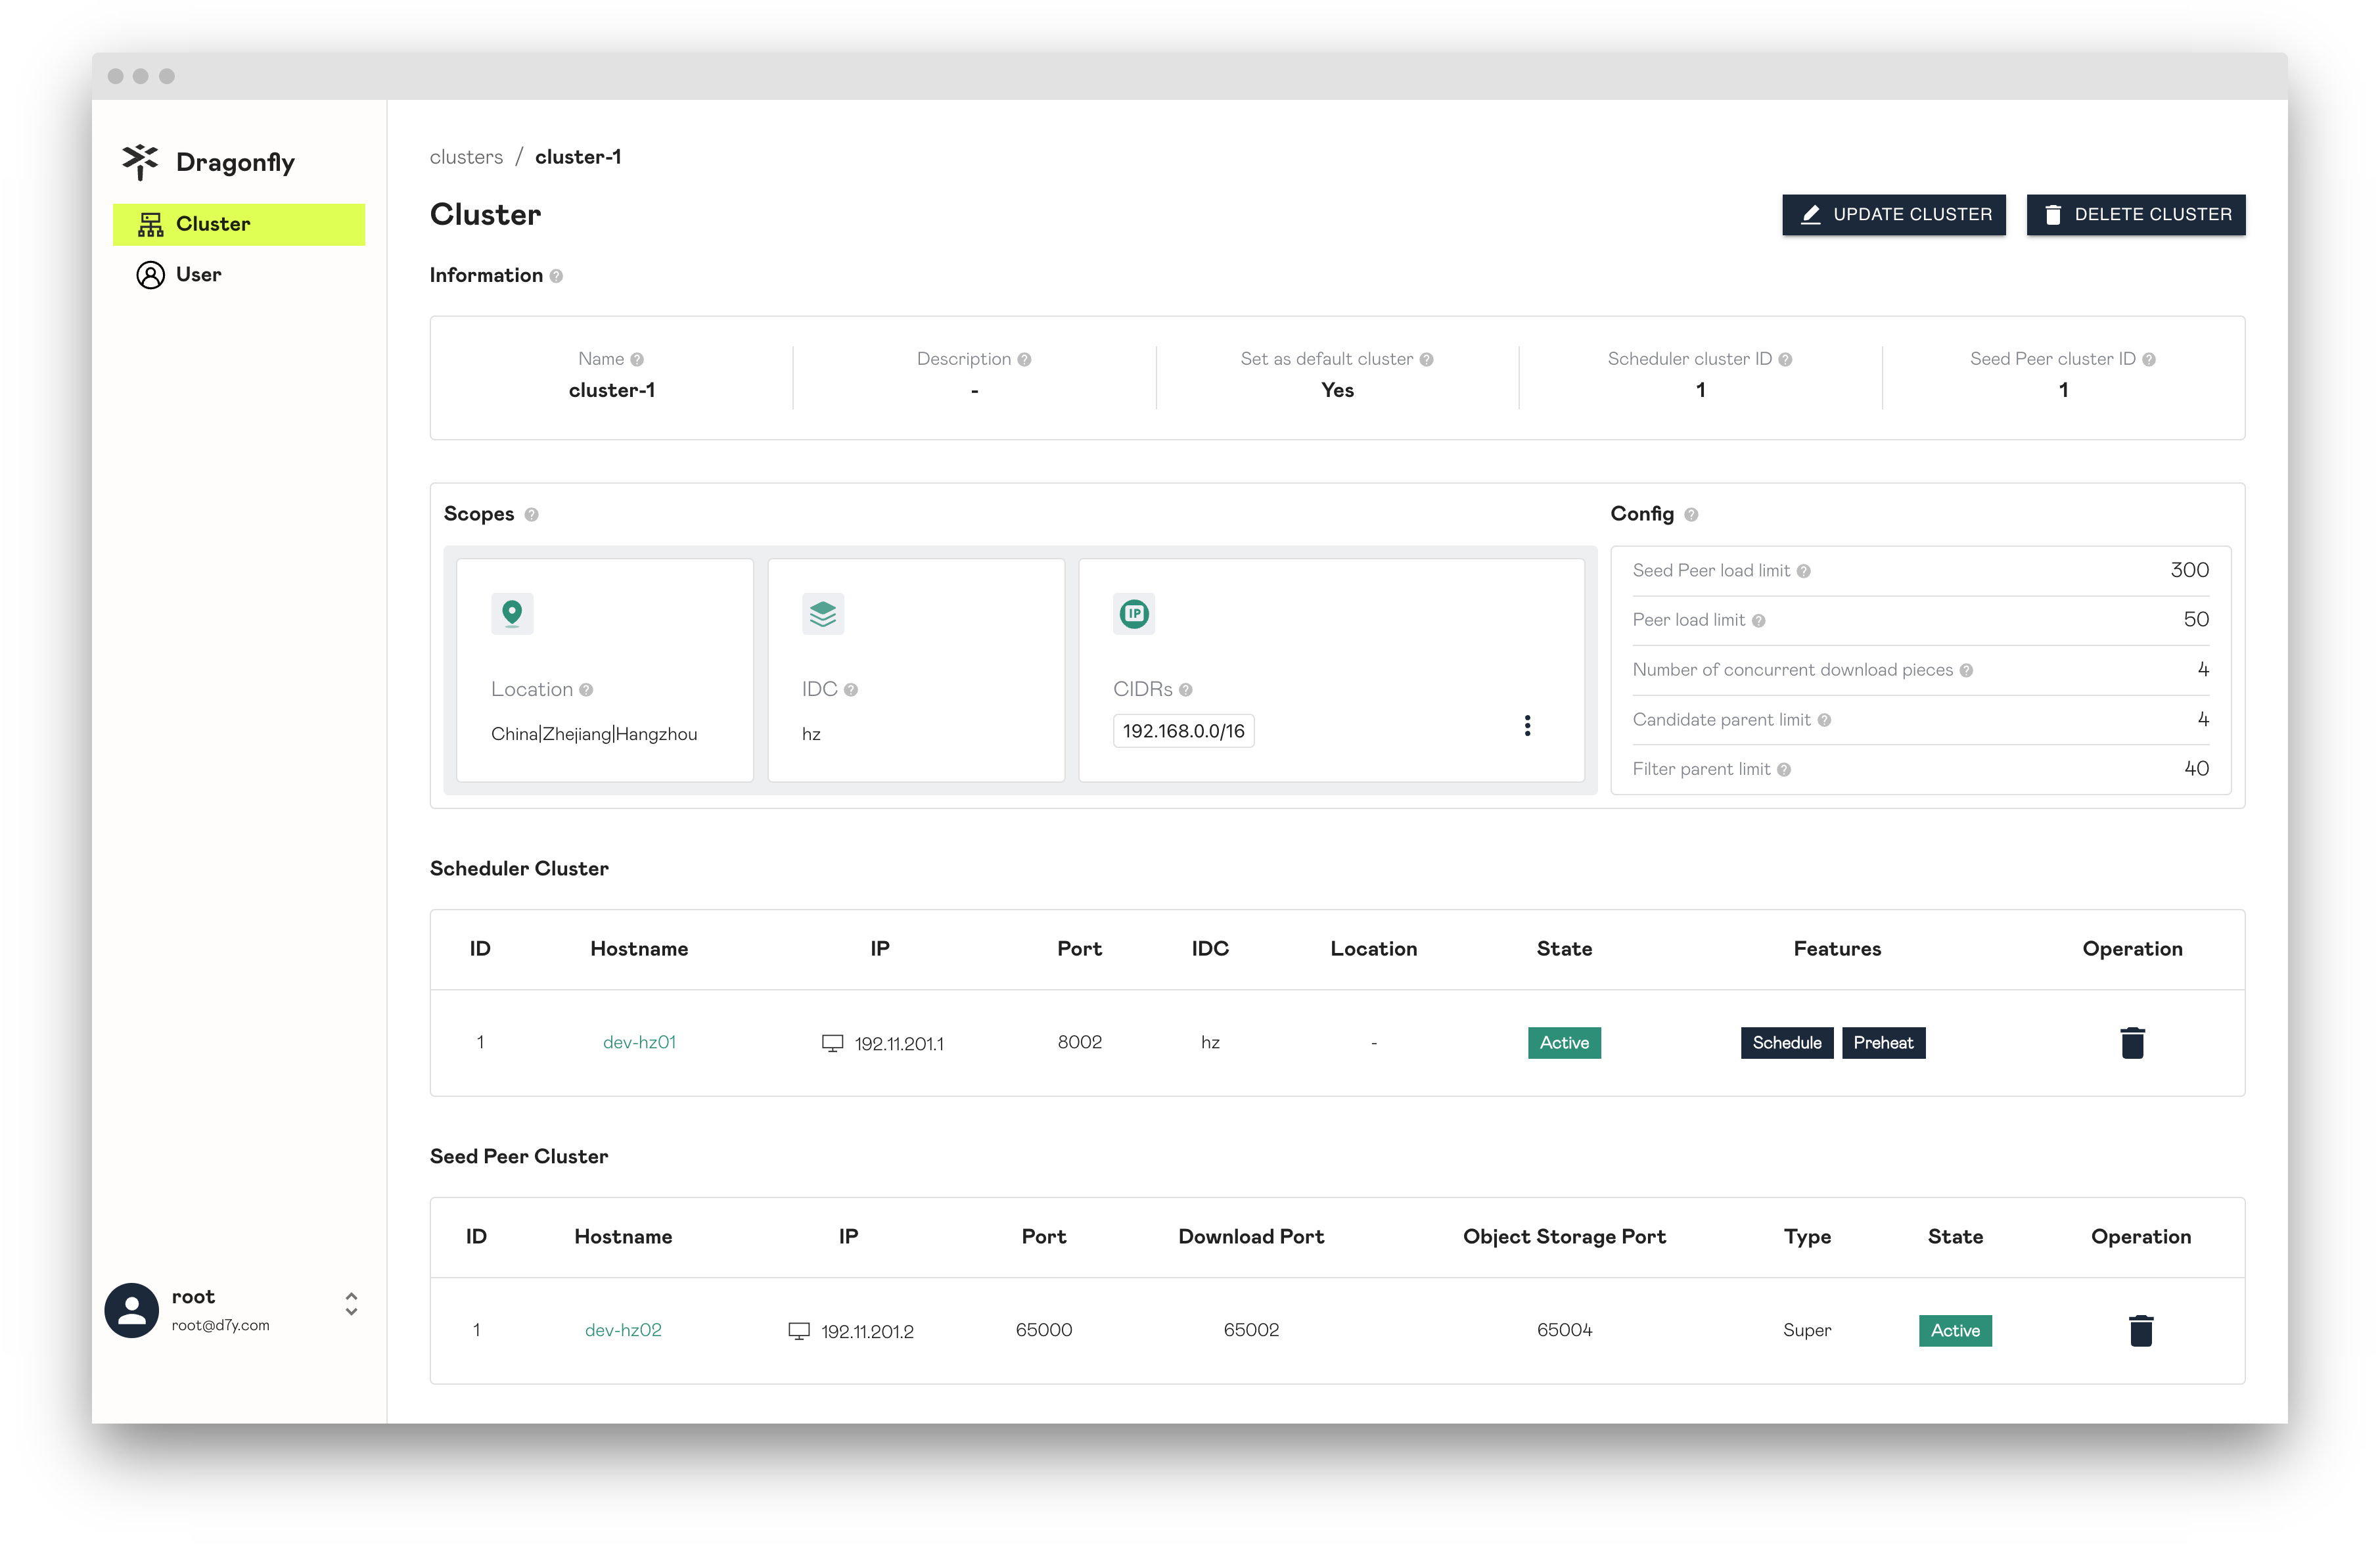 Dragonfly
Cluster
User
root
root@d7y.com
clusters / cluster-1
Cluster
UPDATE CLUSTER
DELETE CLUSTER
Information
Name Description Set as default cluster Scheduler cluster ID Seed Peer cluster ID
cluster-1 - Yes 1 1
Scopes
IP
Location IDC CIDRs
China|Zhejiang|Hangzhou hz 192.168.0.0/16
Config
Seed Peer load limit 300
Peer load limit 50
Number of concurrent download pieces 4
Candidate parent limit 4
Filter parent limit 40
Scheduler Cluster
ID Hostname IP Port IDC Location State Features Operation
1 dev-hz01 192.11.201.1 8002 hz - Active Schedule Preheat
Seed Peer Cluster
ID Hostname IP Port Download Port Object Storage Port Type State Operation
1 dev-hz02 192.11.201.2 65000 65002 65004 Super Active